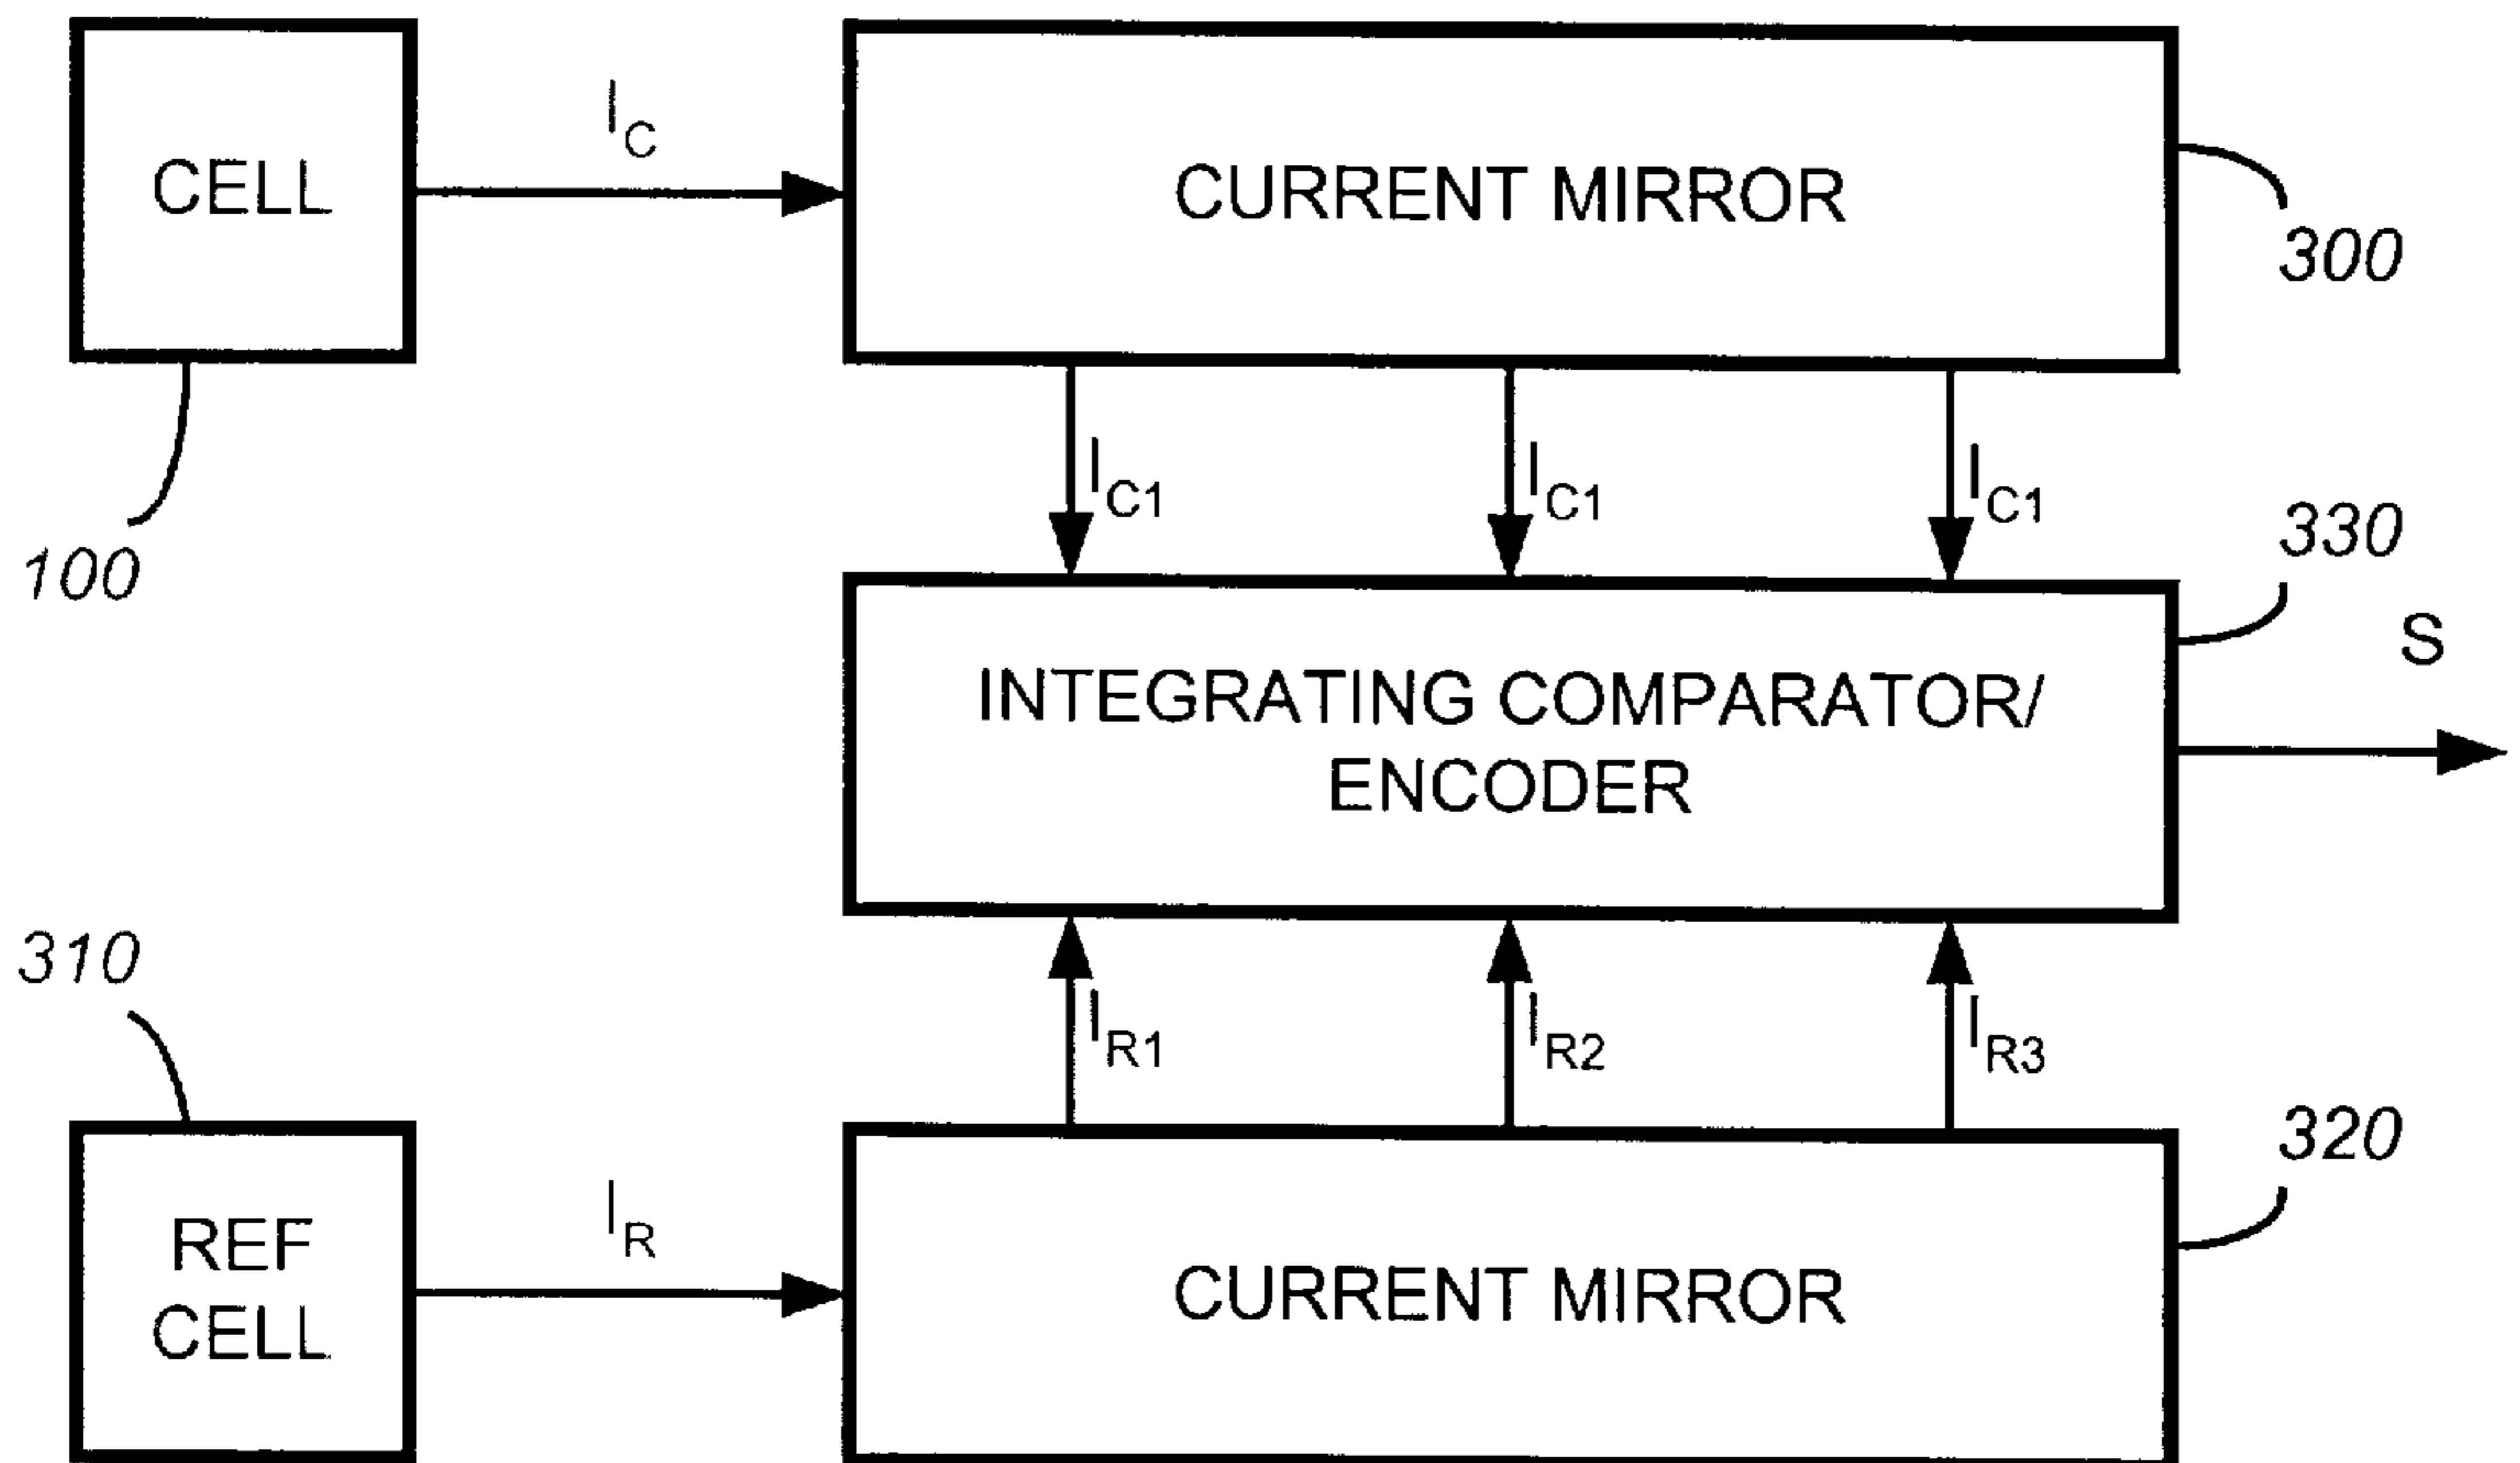 CELL
I_C
CURRENT MIRROR
300
100
I_C1
I_C1
I_C1
330
S
INTEGRATING COMPARATOR/
ENCODER
310
I_R1
I_R2
I_R3
320
REF
CELL
I_R
CURRENT MIRROR